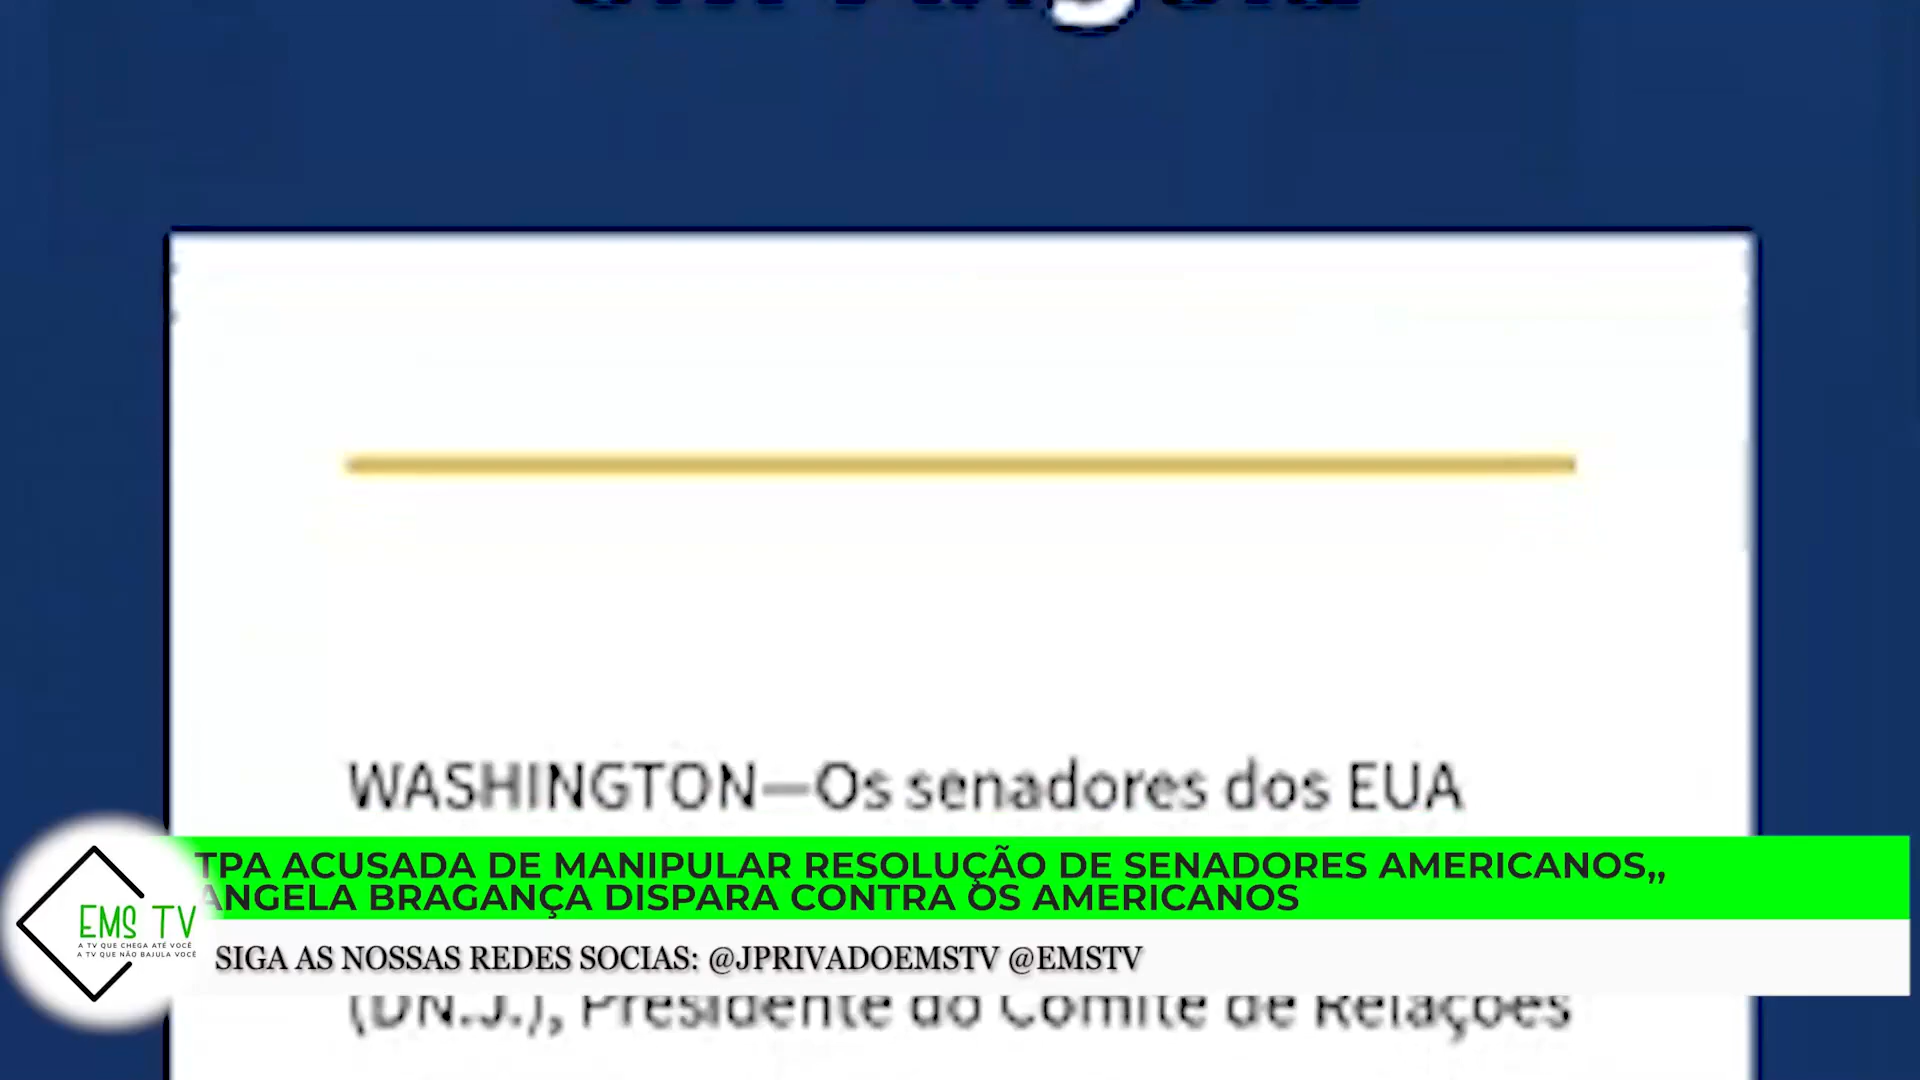 WASHINGTON—Os senadores dos EUA
TPA ACUSADA DE MANIPULAR RESOLUÇÃO DE SENADORES AMERICANOS,,
ANGELA BRAGANÇA DISPARA CONTRA OS AMERICANOS
EMS TV
A TV QUE CHEGA ATÉ VOCÊ
A TV QUE NÃO BAJULA VOCÊ
SIGA AS NOSSAS REDES SOCIAS: @JPRIVADOEMSTV @EMSTV
(DN.J.), Presidente do Comitê de Relações